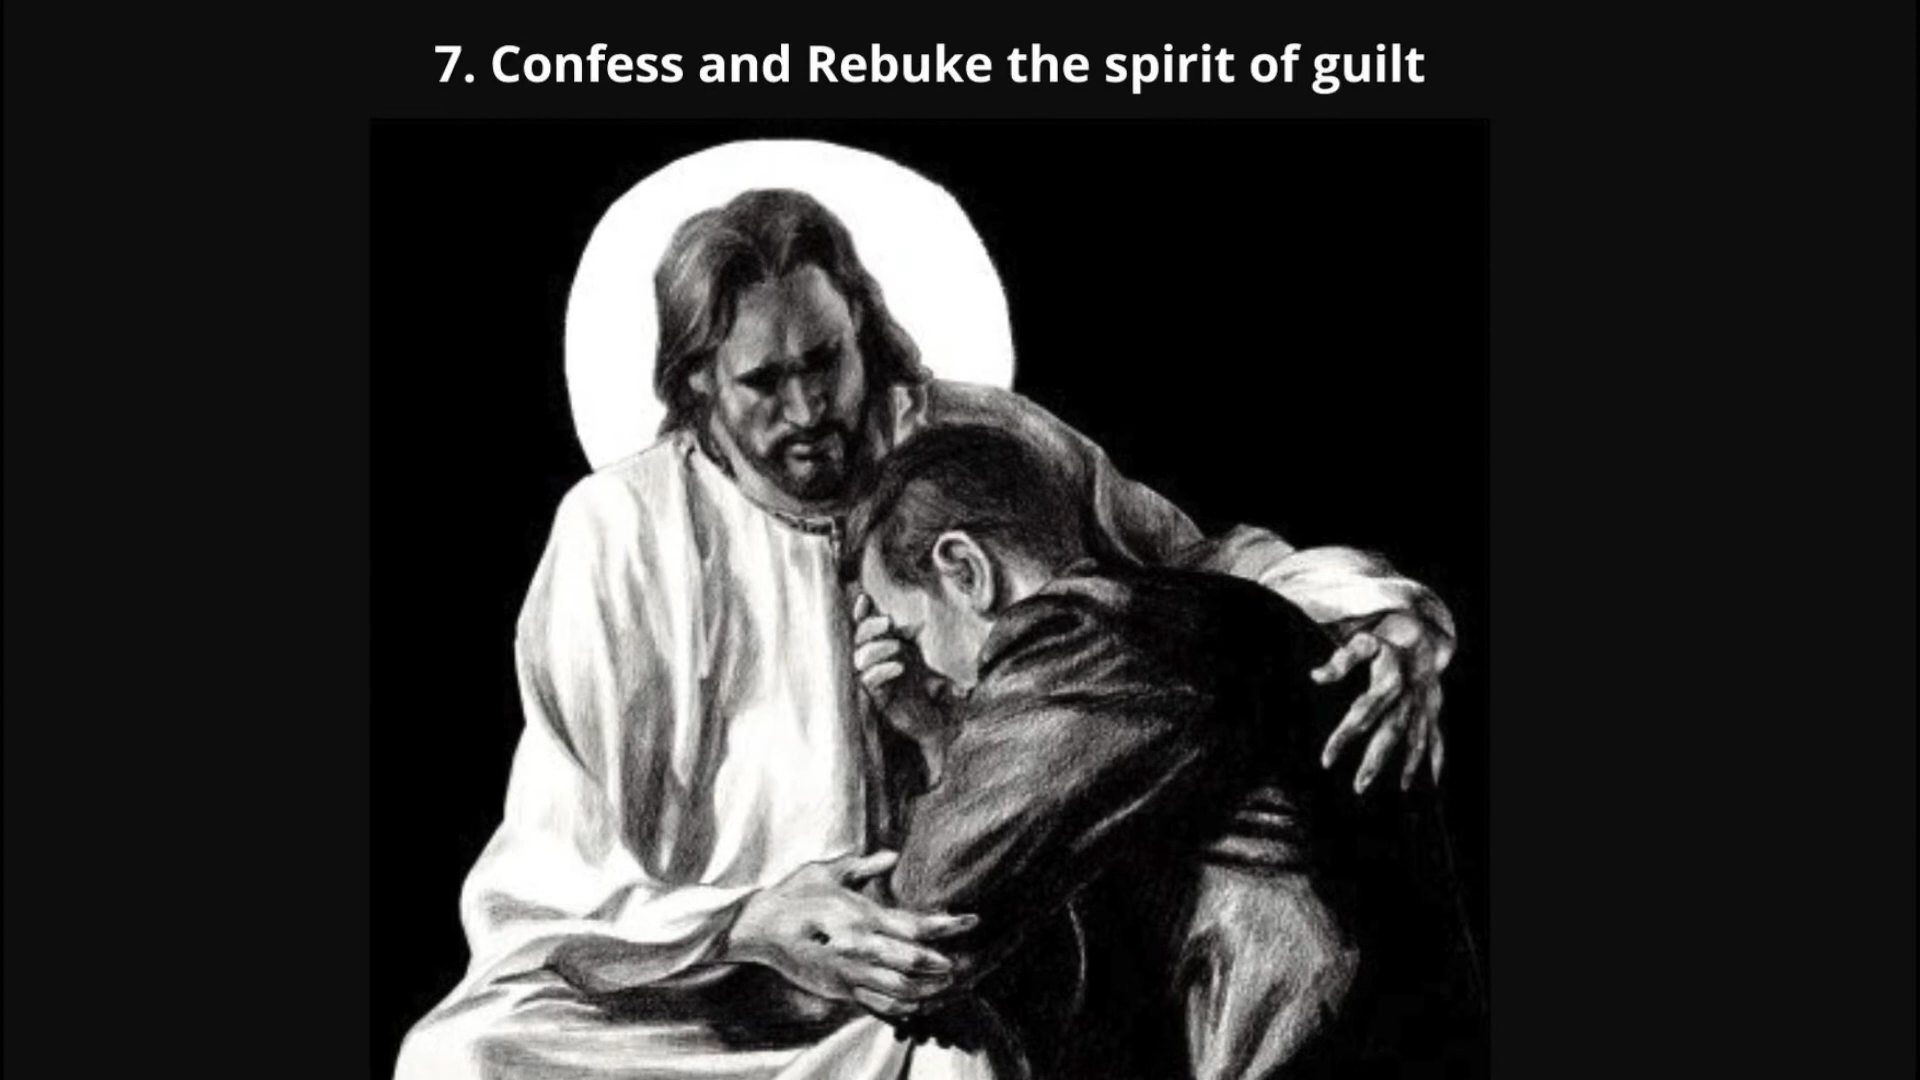 7. Confess and Rebuke the spirit of guilt